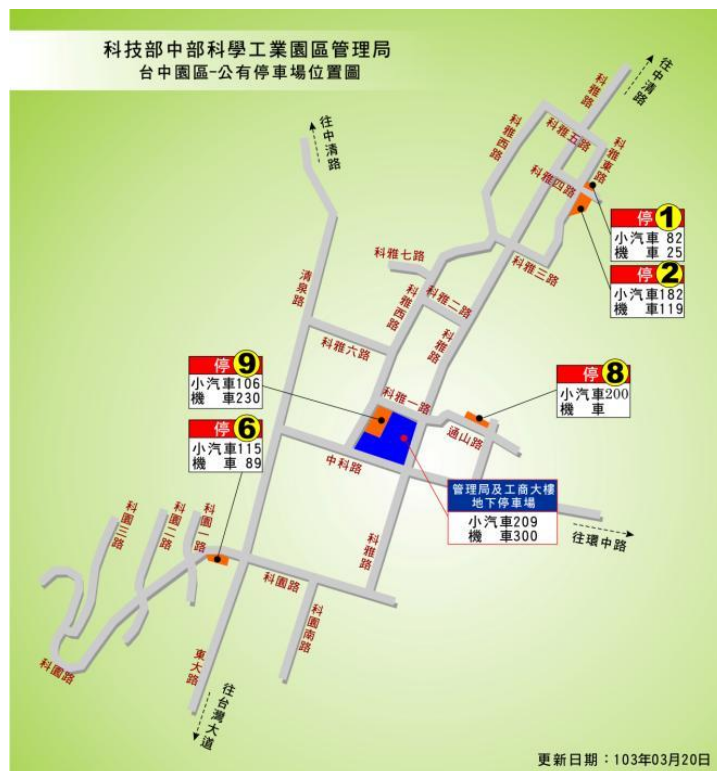 科技部中部科學工業園區管理局
台中園區-公有停車場位置圖
往中清路
科雅路
往中清路
科雅西路
科雅五路
科雅東路
科雅四路
停1
小汽車 82
機 車 25
停2
小汽車182
機 車119
科雅三路
科雅七路
清泉路
科雅西路
科雅二路
科雅路
科雅六路
停9
小汽車106
機 車230
停8
小汽車200
機 車
科雅一路
通山路
停6
小汽車115
機 車 89
中科路
管理局及工商大樓
地下停車場
小汽車209
機 車300
往環中路
科雅路
科園三路
科園二路
科園一路
科園路
科園南路
科園路
東大路
往台灣大道
更新日期：103年03月20日